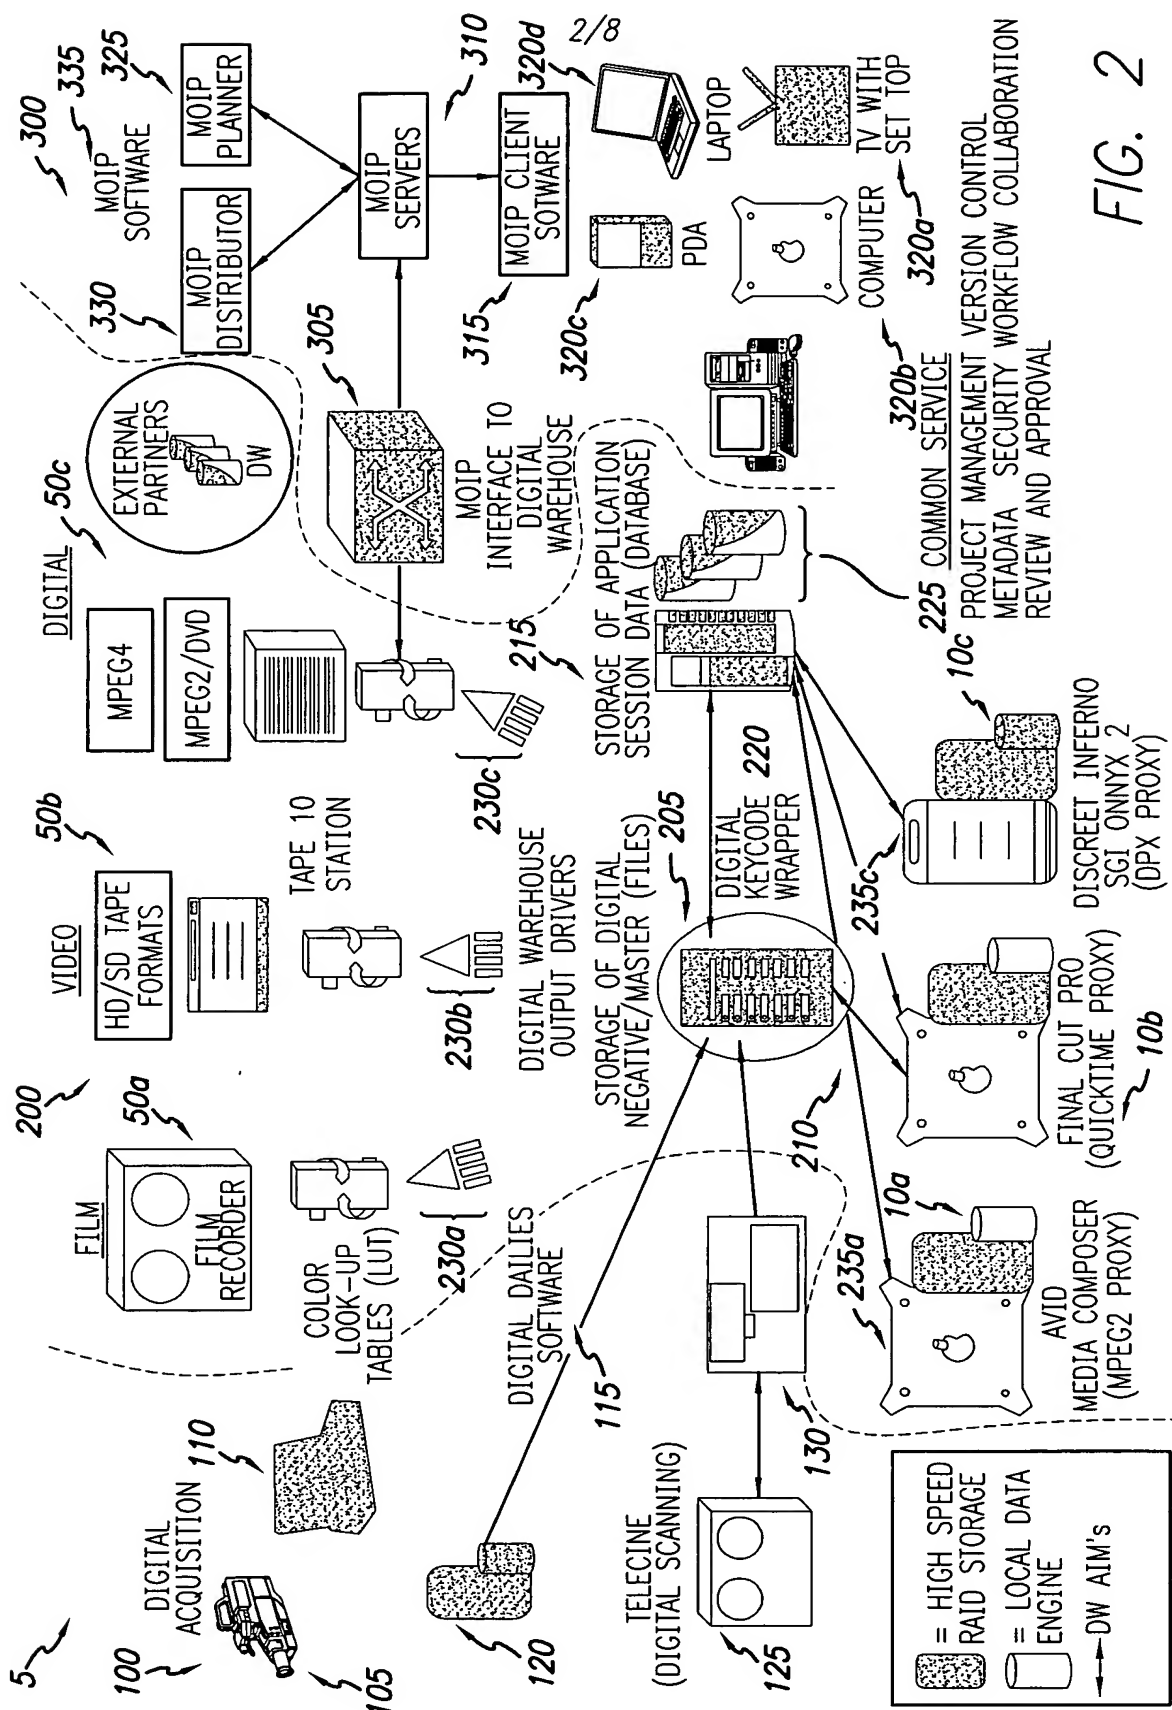 2/8
5
100
DIGITAL
ACQUISITION
105
110
120
DIGITAL DAILIES
SOFTWARE
115
TELECINE
(DIGITAL SCANNING)
125
130
200
FILM
50a
FILM
RECORDER
COLOR
LOOK-UP
TABLES (LUT)
230a
VIDEO
50b
HD/SD TAPE
FORMATS
TAPE 10
STATION
230b
DIGITAL WAREHOUSE
OUTPUT DRIVERS
DIGITAL
50c
MPEG4
MPEG2/DVD
230c
EXTERNAL
PARTNERS
DW
STORAGE OF DIGITAL
NEGATIVE/MASTER (FILES)
205
DIGITAL
KEYCODE
WRAPPER
220
210
215
STORAGE OF APPLICATION
SESSION DATA (DATABASE)
225
COMMON SERVICE
PROJECT MANAGEMENT VERSION CONTROL
METADATA SECURITY WORKFLOW COLLABORATION
REVIEW AND APPROVAL
300
MOIP
SOFTWARE
335
330
MOIP
DISTRIBUTOR
325
MOIP
PLANNER
305
MOIP
INTERFACE TO
DIGITAL
WAREHOUSE
310
MOIP
SERVERS
315
MOIP CLIENT
SOTWARE
320c
PDA
320d
LAPTOP
320b
COMPUTER
320a
TV WITH
SET TOP
235a
10a
AVID
MEDIA COMPOSER
(MPEG2 PROXY)
FINAL CUT PRO
(QUICKTIME PROXY)
10b
235c
10c
DISCREET INFERNO
SGI ONNYX 2
(DPX PROXY)
= HIGH SPEED
RAID STORAGE
= LOCAL DATA
ENGINE
DW AIM's
FIG. 2